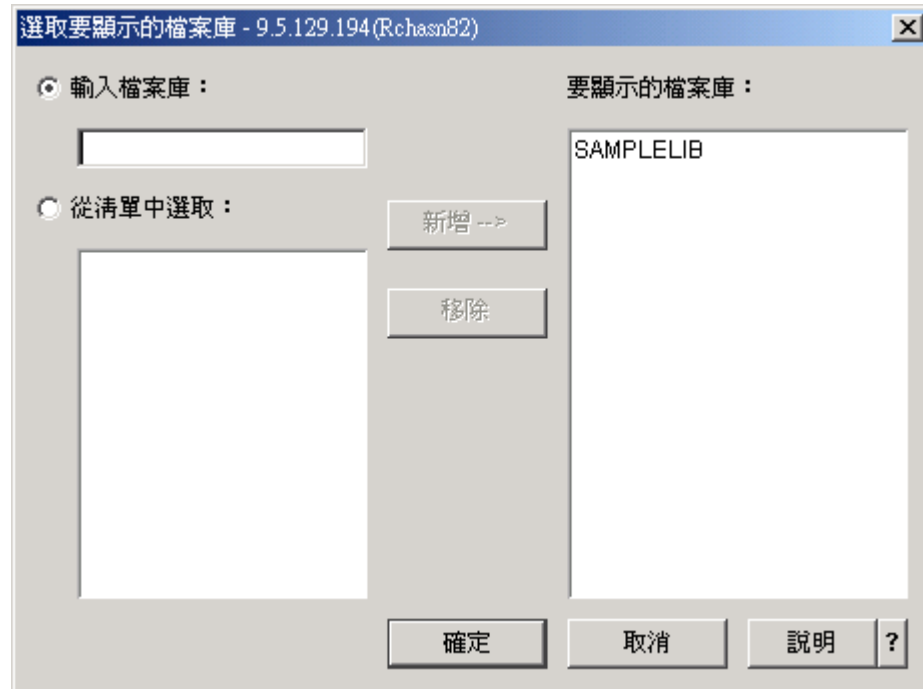 選取要顯示的檔案庫 - 9.5.129.194(Rchasn82)
輸入檔案庫：
要顯示的檔案庫：
SAMPLELIB
從清單中選取：
新增 -->
移除
確定
取消
說明
?